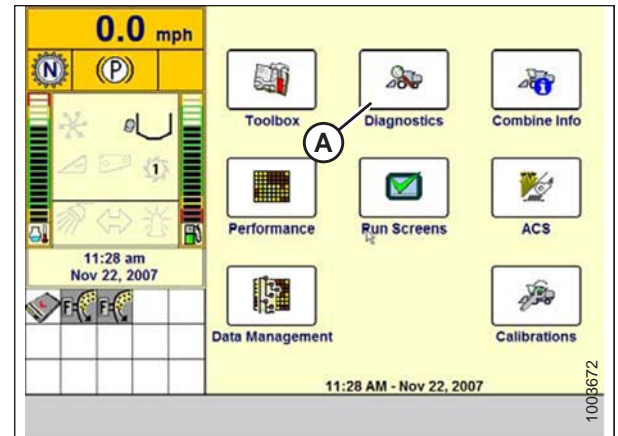 0.0 mph
N
(P)
1
11:28 am
Nov 22, 2007
F
F
Toolbox
Diagnostics
Combine Info
A
Performance
Run Screens
ACS
Data Management
Calibrations
11:28 AM - Nov 22, 2007
1003672